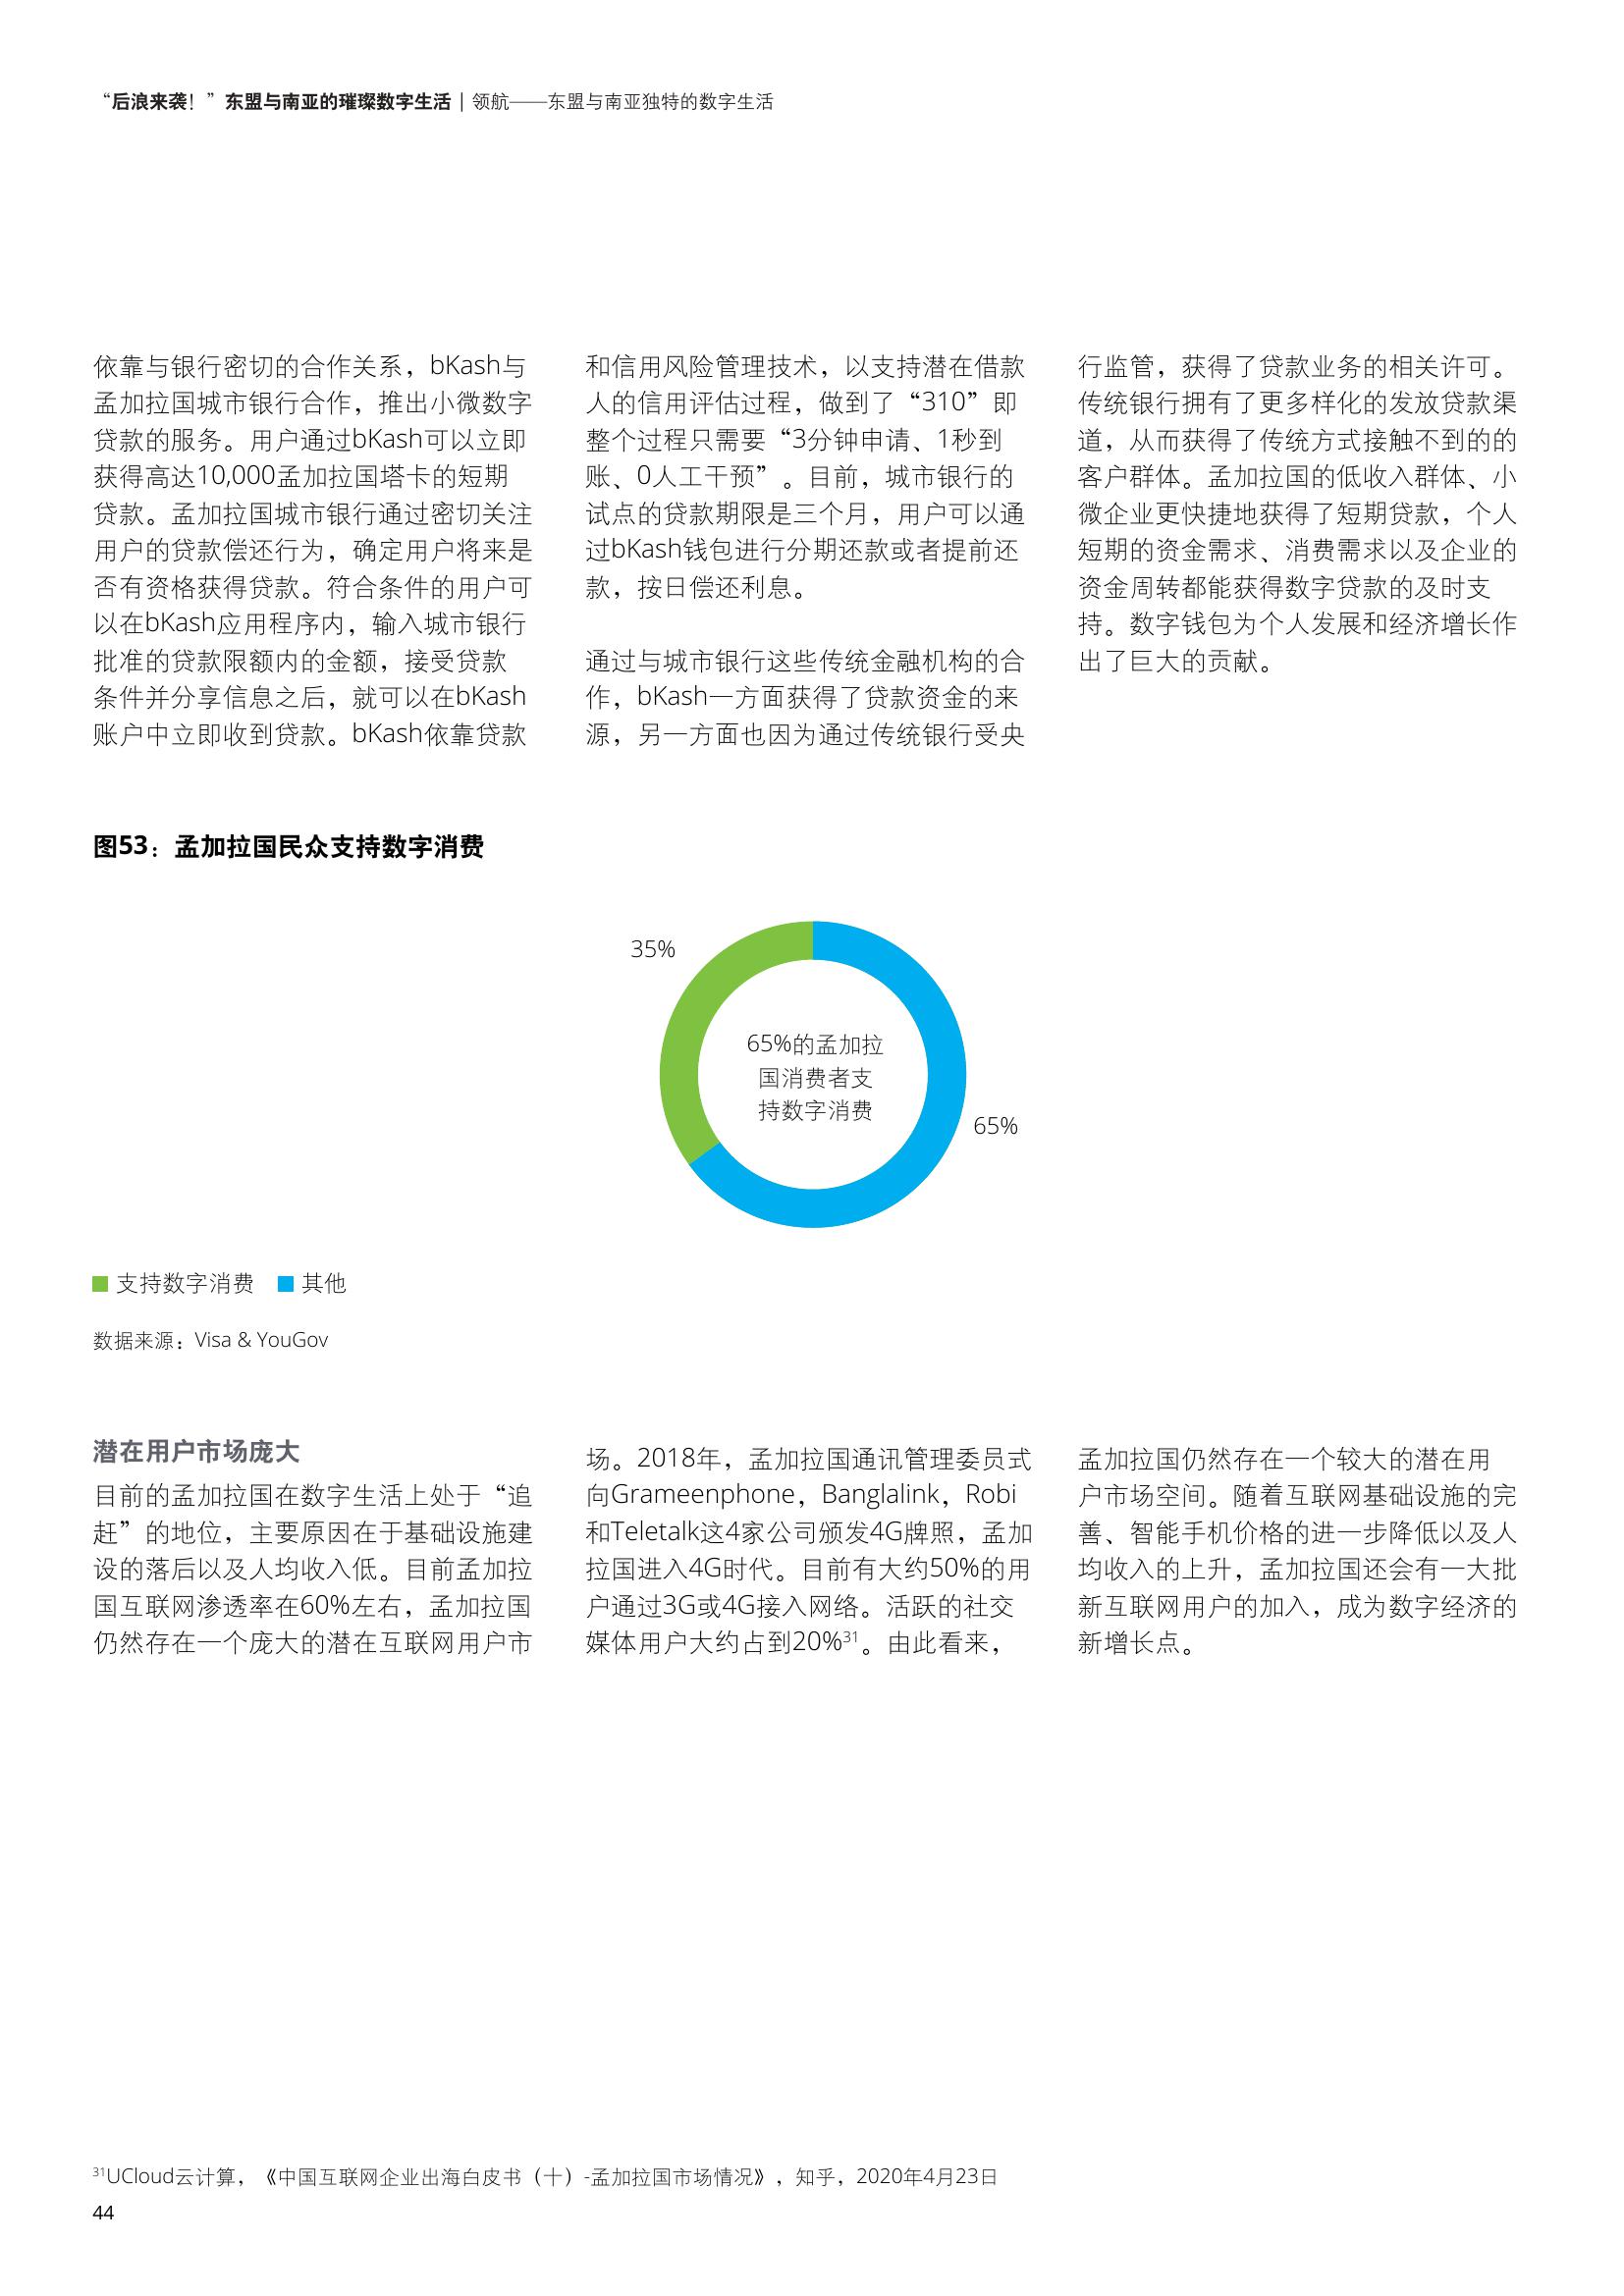 “后浪来袭！”东盟与南亚的璀璨数字生活 | 领航——东盟与南亚独特的数字生活
依靠与银行密切的合作关系，bKash与
孟加拉国城市银行合作，推出小微数字
贷款的服务。用户通过bKash可以立即
获得高达10,000孟加拉国塔卡的短期
贷款。孟加拉国城市银行通过密切关注
用户的贷款偿还行为，确定用户将来是
否有资格获得贷款。符合条件的用户可
以在bKash应用程序内，输入城市银行
批准的贷款限额内的金额，接受贷款
条件并分享信息之后，就可以在bKash
账户中立即收到贷款。bKash依靠贷款
和信用风险管理技术，以支持潜在借款
人的信用评估过程，做到了“310”即
整个过程只需要“3分钟申请、1秒到
账、0人工干预”。目前，城市银行的
试点的贷款期限是三个月，用户可以通
过bKash钱包进行分期还款或者提前还
款，按日偿还利息。
通过与城市银行这些传统金融机构的合
作，bKash一方面获得了贷款资金的来
源，另一方面也因为通过传统银行受央
行监管，获得了贷款业务的相关许可。
传统银行拥有了更多样化的发放贷款渠
道，从而获得了传统方式接触不到的的
客户群体。孟加拉国的低收入群体、小
微企业更快捷地获得了短期贷款，个人
短期的资金需求、消费需求以及企业的
资金周转都能获得数字贷款的及时支
持。数字钱包为个人发展和经济增长作
出了巨大的贡献。
图53：孟加拉国民众支持数字消费
35%
65%的孟加拉
国消费者支
持数字消费
65%
支持数字消费 其他
数据来源：Visa & YouGov
潜在用户市场庞大
目前的孟加拉国在数字生活上处于“追
赶”的地位，主要原因在于基础设施建
设的落后以及人均收入低。目前孟加拉
国互联网渗透率在60%左右，孟加拉国
仍然存在一个庞大的潜在互联网用户市
场。2018年，孟加拉国通讯管理委员式
向Grameenphone，Banglalink，Robi
和Teletalk这4家公司颁发4G牌照，孟加
拉国进入4G时代。目前有大约50%的用
户通过3G或4G接入网络。活跃的社交
媒体用户大约占到20%31。由此看来，
孟加拉国仍然存在一个较大的潜在用
户市场空间。随着互联网基础设施的完
善、智能手机价格的进一步降低以及人
均收入的上升，孟加拉国还会有一大批
新互联网用户的加入，成为数字经济的
新增长点。
31UCloud云计算，《中国互联网企业出海白皮书（十）-孟加拉国市场情况》，知乎，2020年4月23日
44